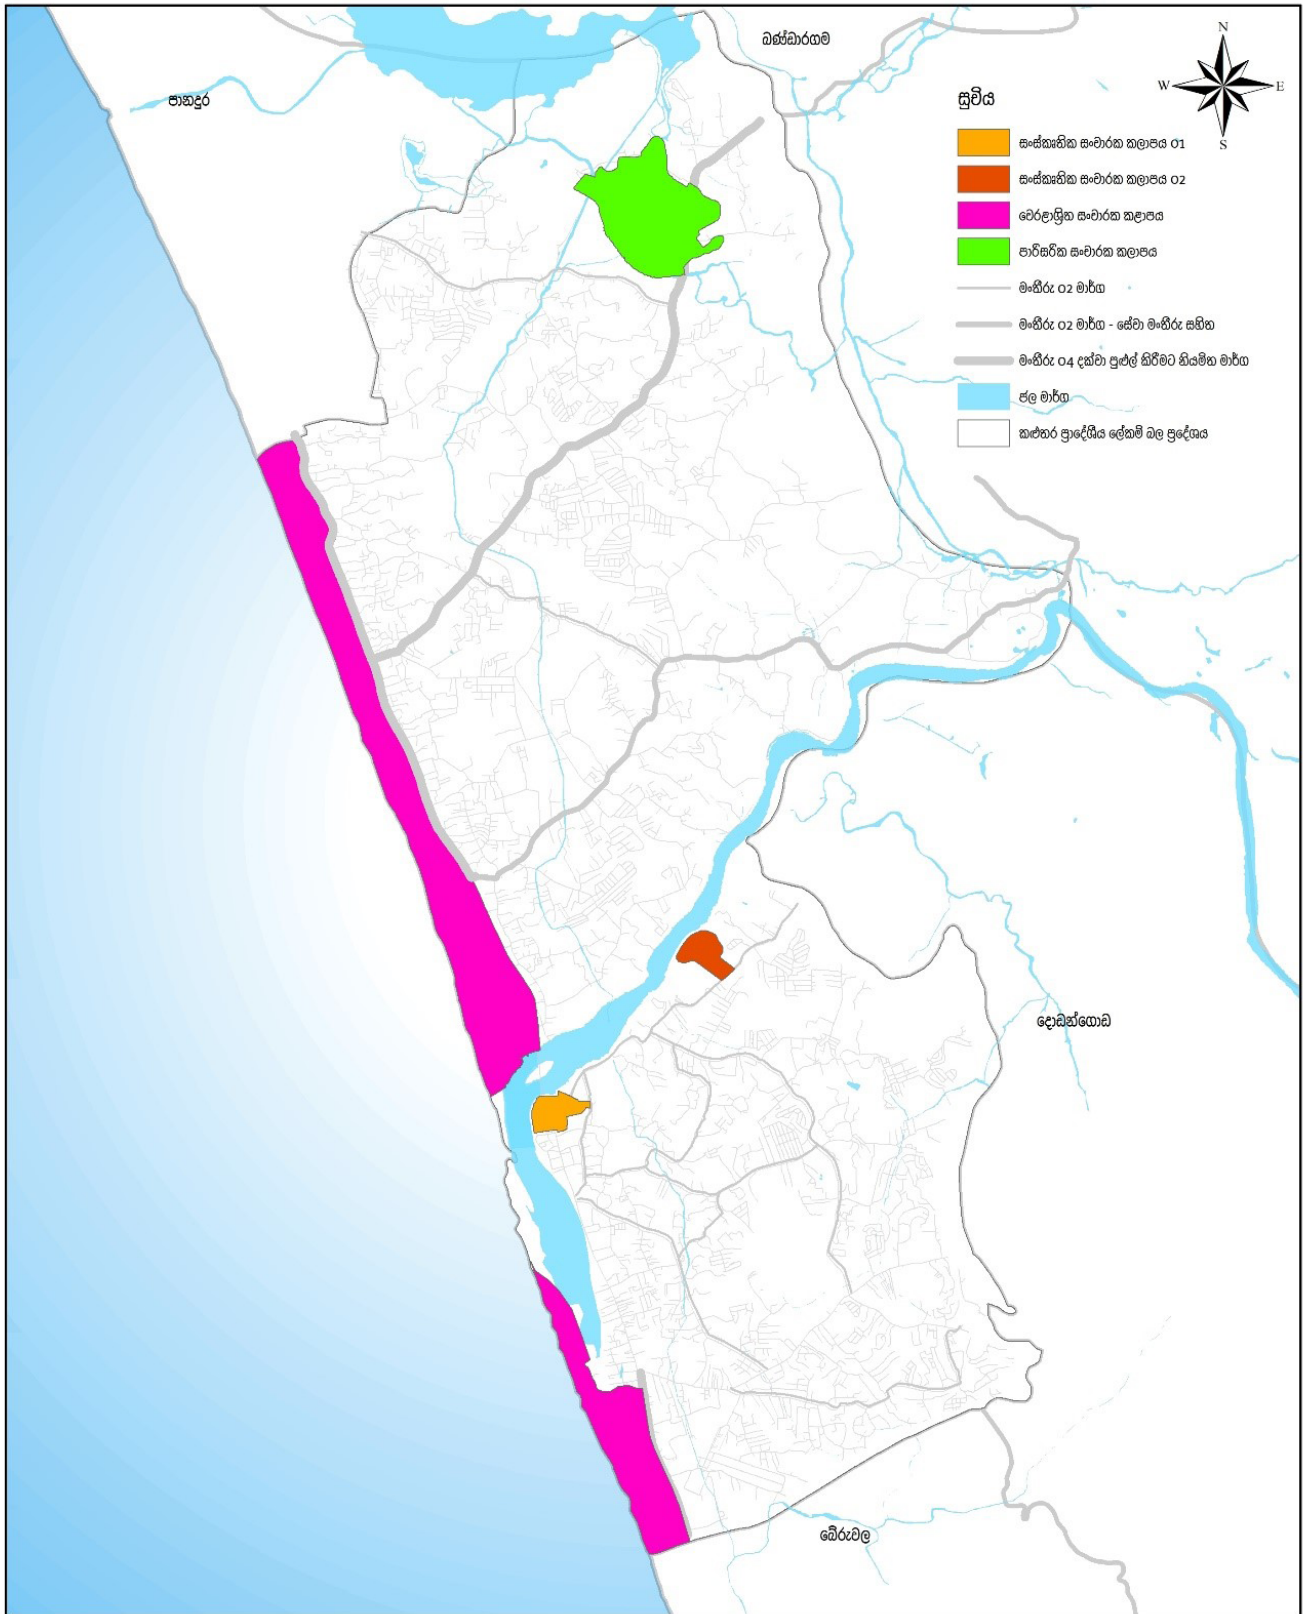 බණ්ඩාරගම
පානදුර
N
W
E
S
සූචිය
සංස්කෘතික සංචාරක කලාපය 01
සංස්කෘතික සංචාරක කලාපය 02
වෙරළාශ්‍රිත සංචාරක කළාපය
පාරිසරික සංචාරක කලාපය
මංතීරු 02 මාර්ග
මංතීරු 02 මාර්ග - සේවා මංතීරු සහිත
මංතීරු 04 දක්වා පුළුල් කිරීමට නියමිත මාර්ග
ජල මාර්ග
කළුතර ප්‍රාදේශීය ලේකම් බල ප්‍රදේශය
දොඩන්ගොඩ
බේරුවල